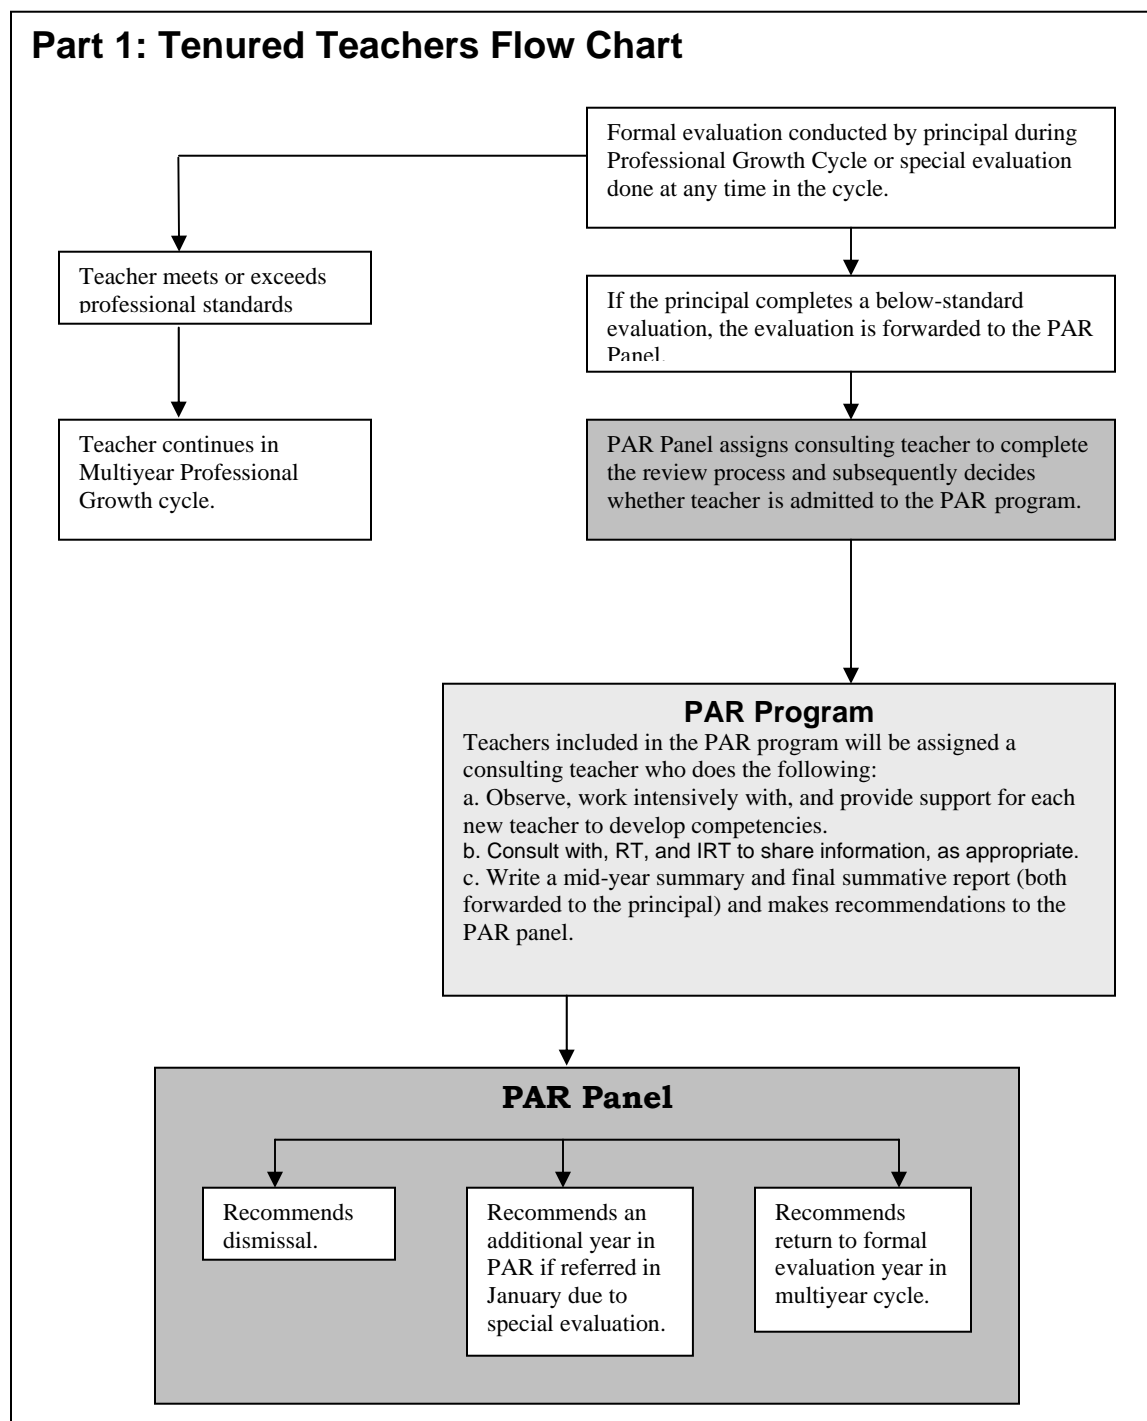 Part 1: Tenured Teachers Flow Chart
Formal evaluation conducted by principal during
Professional Growth Cycle or special evaluation
done at any time in the cycle.
Teacher meets or exceeds
professional standards
If the principal completes a below-standard
evaluation, the evaluation is forwarded to the PAR
Panel.
Teacher continues in
Multiyear Professional
Growth cycle.
PAR Panel assigns consulting teacher to complete
the review process and subsequently decides
whether teacher is admitted to the PAR program.
PAR Program
Teachers included in the PAR program will be assigned a
consulting teacher who does the following:
a. Observe, work intensively with, and provide support for each
new teacher to develop competencies.
b. Consult with, RT, and IRT to share information, as appropriate.
c. Write a mid-year summary and final summative report (both
forwarded to the principal) and makes recommendations to the
PAR panel.
PAR Panel
Recommends
dismissal.
Recommends an
additional year in
PAR if referred in
January due to
special evaluation.
Recommends
return to formal
evaluation year in
multiyear cycle.